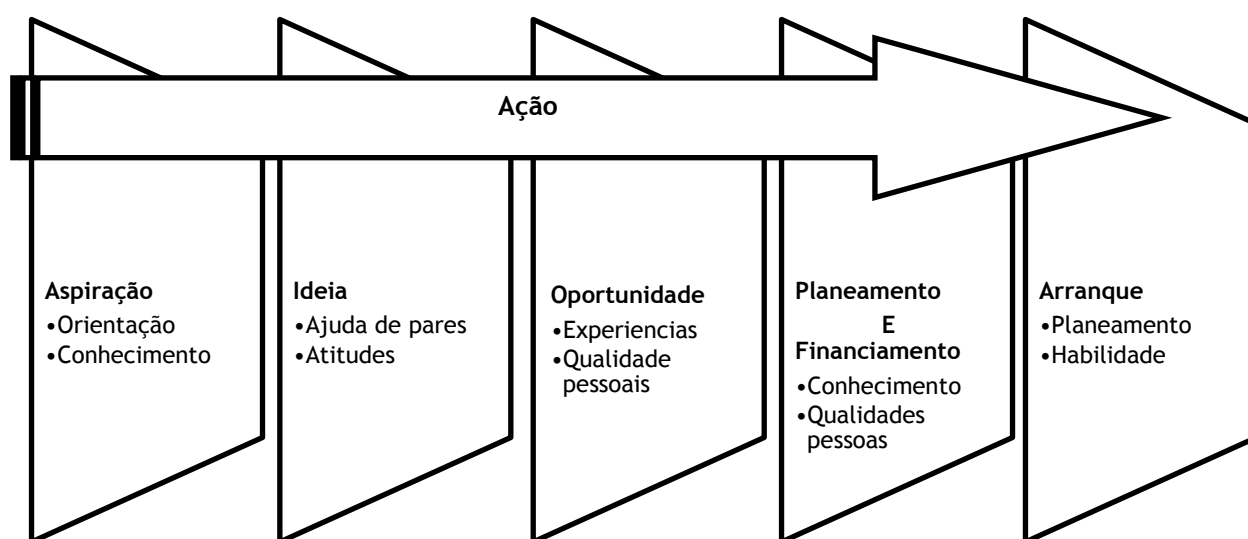 Ação
Aspiração
•Orientação
•Conhecimento
Ideia
•Ajuda de pares
•Atitudes
Oportunidade
•Experiencias
•Qualidade
pessoais
Planeamento
E
Financiamento
•Conhecimento
•Qualidades
pessoas
Arranque
•Planeamento
•Habilidade